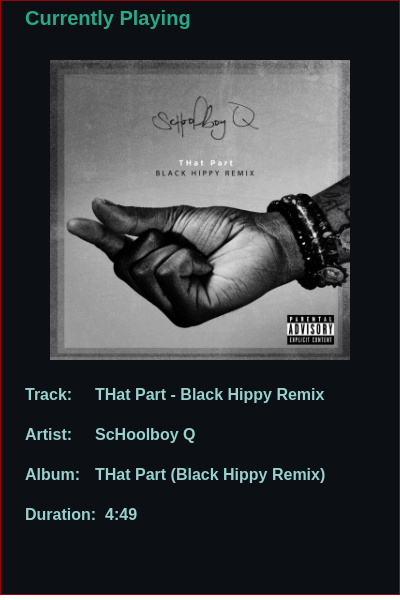 Currently Playing
ScHoolboy Q
THat Part
BLACK HIPPY REMIX
PARENTAL
ADVISORY
EXPLICIT CONTENT
Track: THat Part - Black Hippy Remix
Artist: ScHoolboy Q
Album: THat Part (Black Hippy Remix)
Duration: 4:49